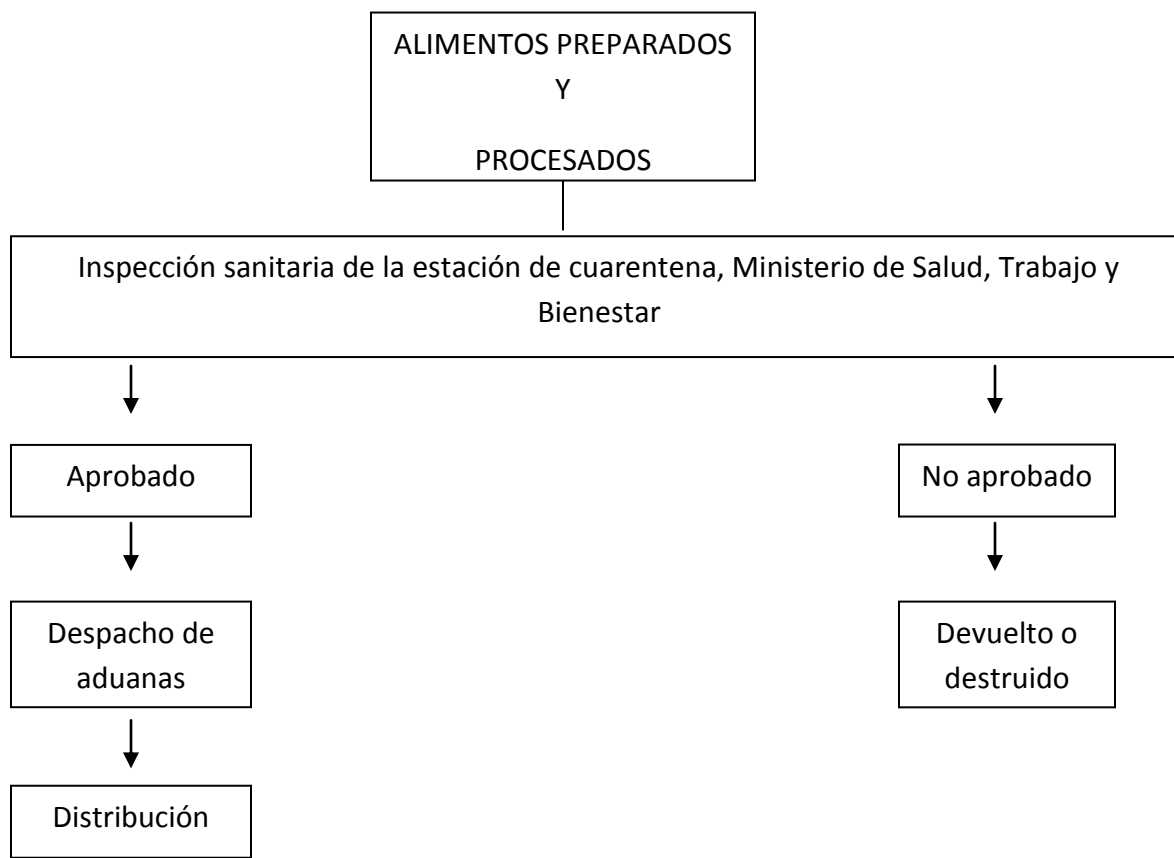 ALIMENTOS PREPARADOS
Y
PROCESADOS
Inspección sanitaria de la estación de cuarentena, Ministerio de Salud, Trabajo y
Bienestar
Aprobado
No aprobado
Despacho de
aduanas
Devuelto o
destruido
Distribución